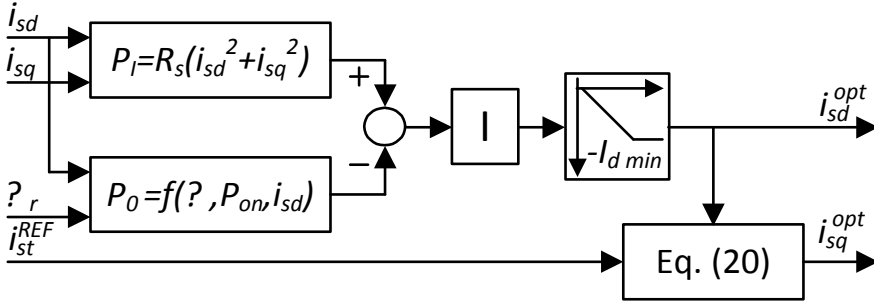 i_sd
i_sq
P_l=R_s(i_sd^2+i_sq^2)
+
−
I
-I_d min
i_sd^opt
P_0=f(?,P_on,i_sd)
?_r
i_st^REF
Eq. (20)
i_sq^opt